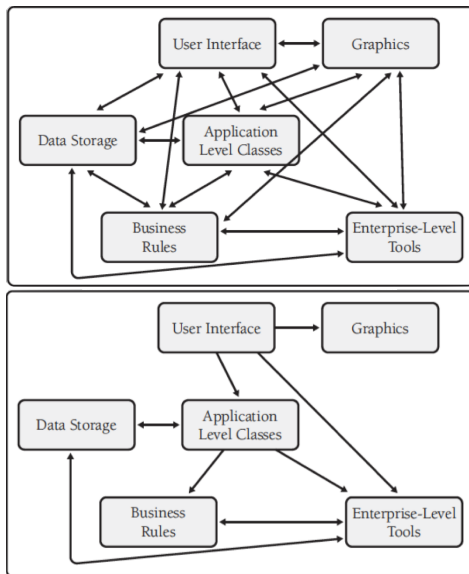 User Interface
Graphics
Data Storage
Application
Level Classes
Business
Rules
Enterprise-Level
Tools
User Interface
Graphics
Data Storage
Application
Level Classes
Business
Rules
Enterprise-Level
Tools